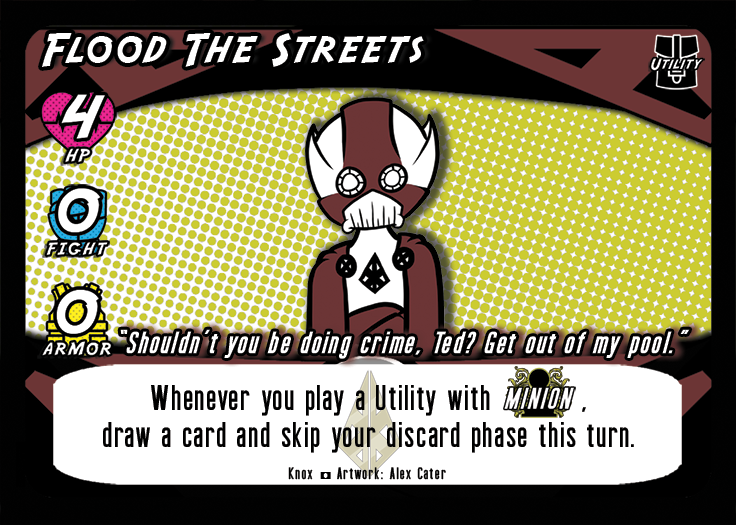 Flood The Streets
Utility
4
HP
0
Fight
0
Armor
"Shouldn't you be doing crime, Ted? Get out of my pool."
Whenever you play a Utility with MINION,
draw a card and skip your discard phase this turn.
Knox Artwork: Alex Cater